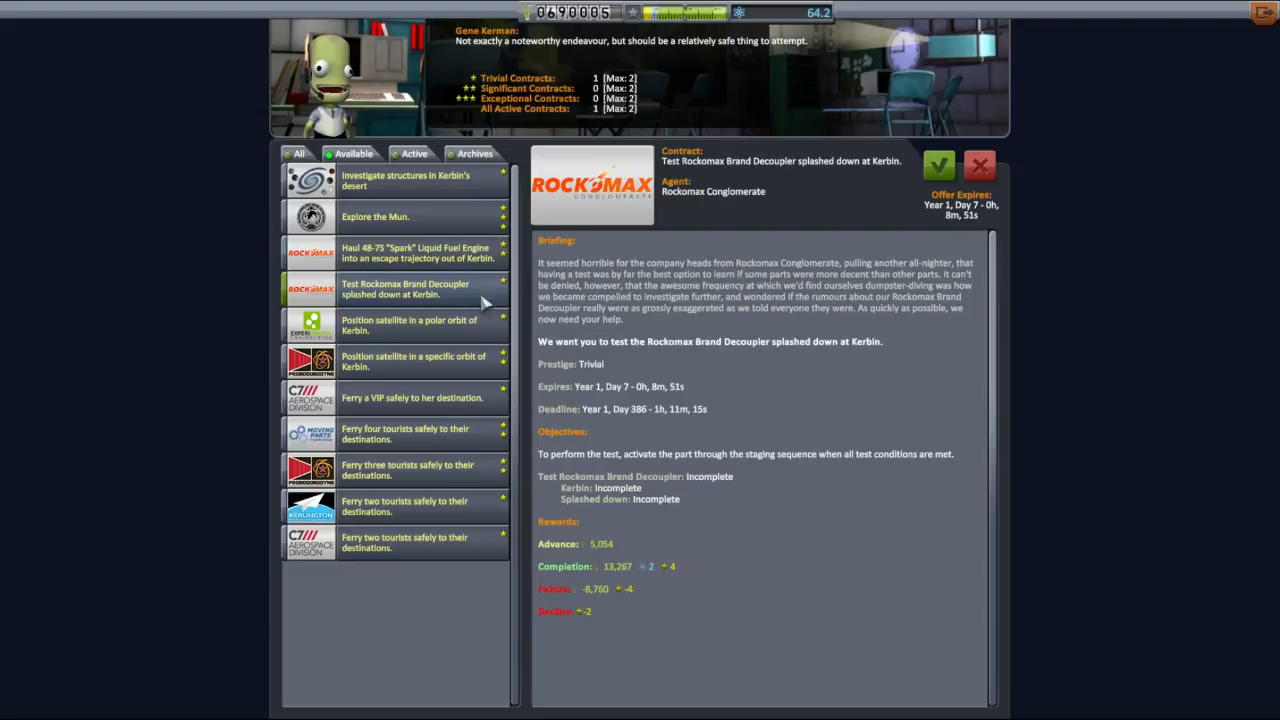 0690005
64.2
Gene Kerman:
Not exactly a noteworthy endeavour, but should be a relatively safe thing to attempt.
Trivial Contracts: 1 [Max: 2]
Significant Contracts: 0 [Max: 2]
Exceptional Contracts: 0 [Max: 2]
All Active Contracts: 1 [Max: 2]
All
Available
Active
Archives
Investigate structures in Kerbin's
desert
Explore the Mun.
ROCKOMAX
Haul 48-7S "Spark" Liquid Fuel Engine
into an escape trajectory out of Kerbin.
ROCKOMAX
Test Rockomax Brand Decoupler
splashed down at Kerbin.
EXPERIMENTAL
ENGINEERING
Position satellite in a polar orbit of
Kerbin.
PROBODOBODYNE
Position satellite in a specific orbit of
Kerbin.
C7
AEROSPACE
DIVISION
Ferry a VIP safely to her destination.
MOVING
PARTS
Ferry four tourists safely to their
destinations.
PROBODOBODYNE
Ferry three tourists safely to their
destinations.
KERLINGTON
Ferry two tourists safely to their
destinations.
C7
AEROSPACE
DIVISION
Ferry two tourists safely to their
destinations.
ROCKOMAX
CONGLOMERATE
Contract:
Test Rockomax Brand Decoupler splashed down at Kerbin.
Agent:
Rockomax Conglomerate
Offer Expires:
Year 1, Day 7 - 0h,
8m, 51s
Briefing:
It seemed horrible for the company heads from Rockomax Conglomerate, pulling another all-nighter, that
having a test was by far the best option to learn if some parts were more decent than other parts. It can't
be denied, however, that the awesome frequency at which we'd find ourselves dumpster-diving was how
we became compelled to investigate further, and wondered if the rumours about our Rockomax Brand
Decoupler really were as grossly exaggerated as we told everyone they were. As quickly as possible, we
now need your help.
We want you to test the Rockomax Brand Decoupler splashed down at Kerbin.
Prestige: Trivial
Expires: Year 1, Day 7 - 0h, 8m, 51s
Deadline: Year 1, Day 386 - 1h, 11m, 15s
Objectives:
To perform the test, activate the part through the staging sequence when all test conditions are met.
Test Rockomax Brand Decoupler: Incomplete
Kerbin: Incomplete
Splashed down: Incomplete
Rewards:
Advance: 5,054
Completion: 13,267 2 4
Failure: -8,760 -4
Decline: -2